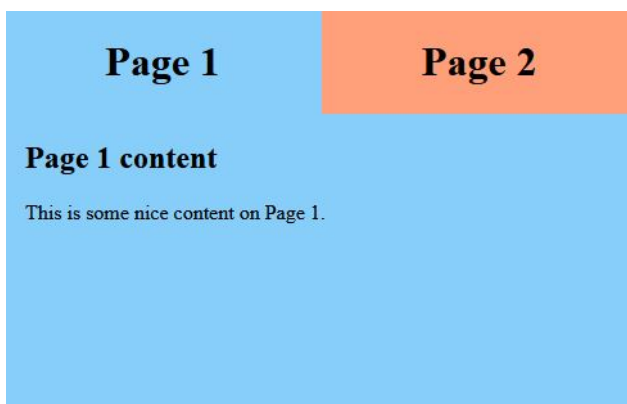 Page 1 Page 2
Page 1 content
This is some nice content on Page 1.